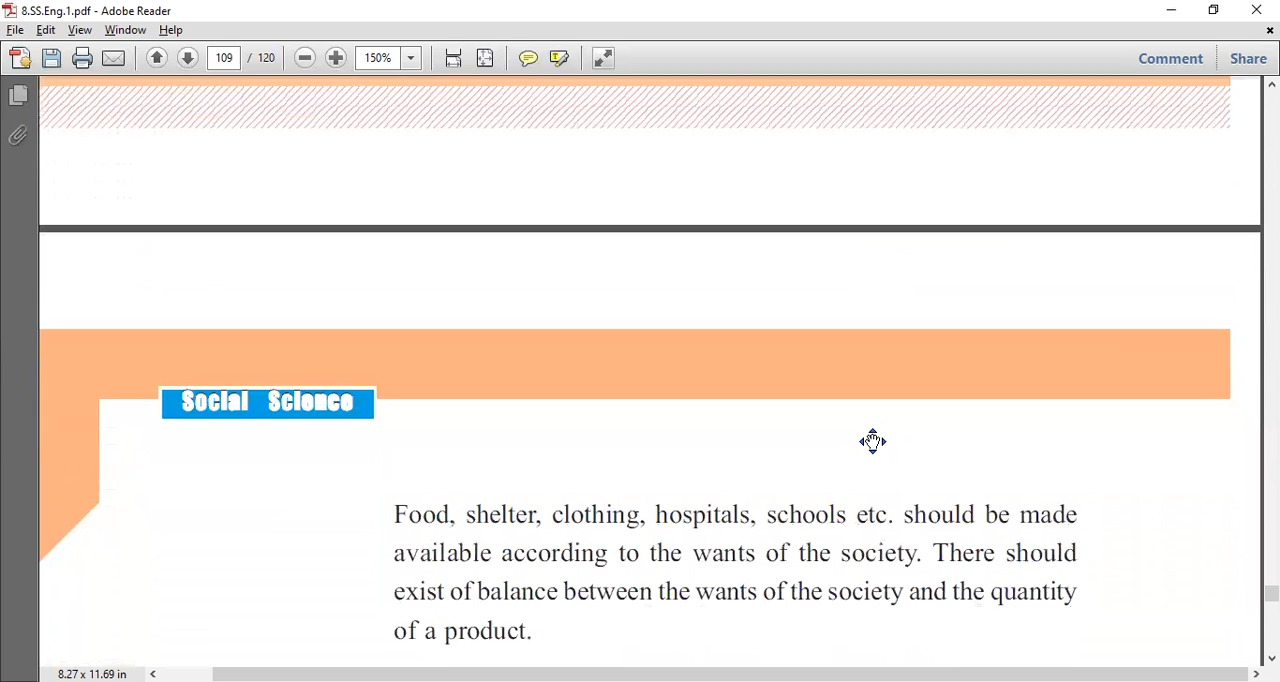 8.SS.Eng.1.pdf - Adobe Reader
File Edit View Window Help
109 / 120 150% Comment Share
Social Science
Food, shelter, clothing, hospitals, schools etc. should be made
available according to the wants of the society. There should
exist of balance between the wants of the society and the quantity
of a product.
8.27 x 11.69 in